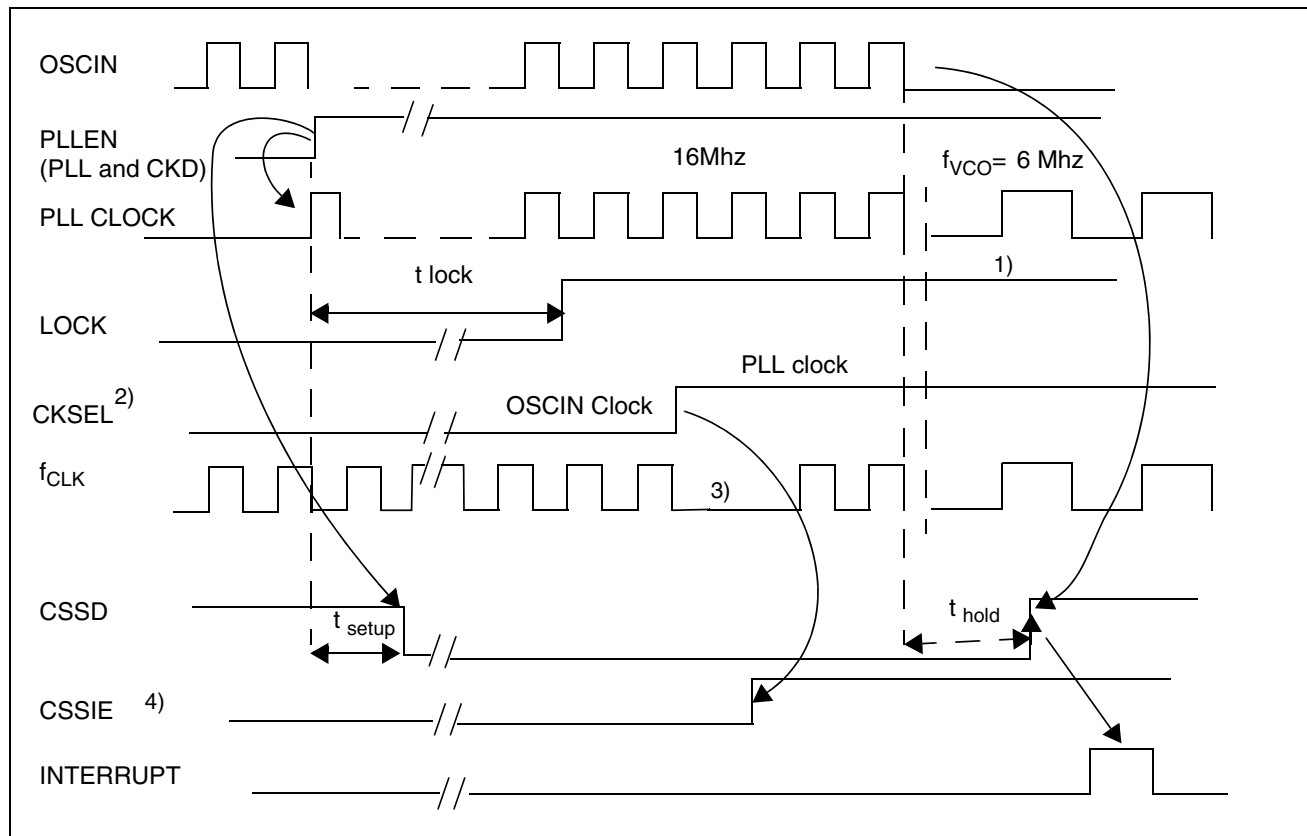 OSCIN
PLLEN
(PLL and CKD)
16Mhz
fVCO= 6 Mhz
PLL CLOCK
t lock
1)
LOCK
PLL clock
CKSEL2)
OSCIN Clock
fCLK
3)
CSSD
t setup
t hold
CSSIE 4)
INTERRUPT